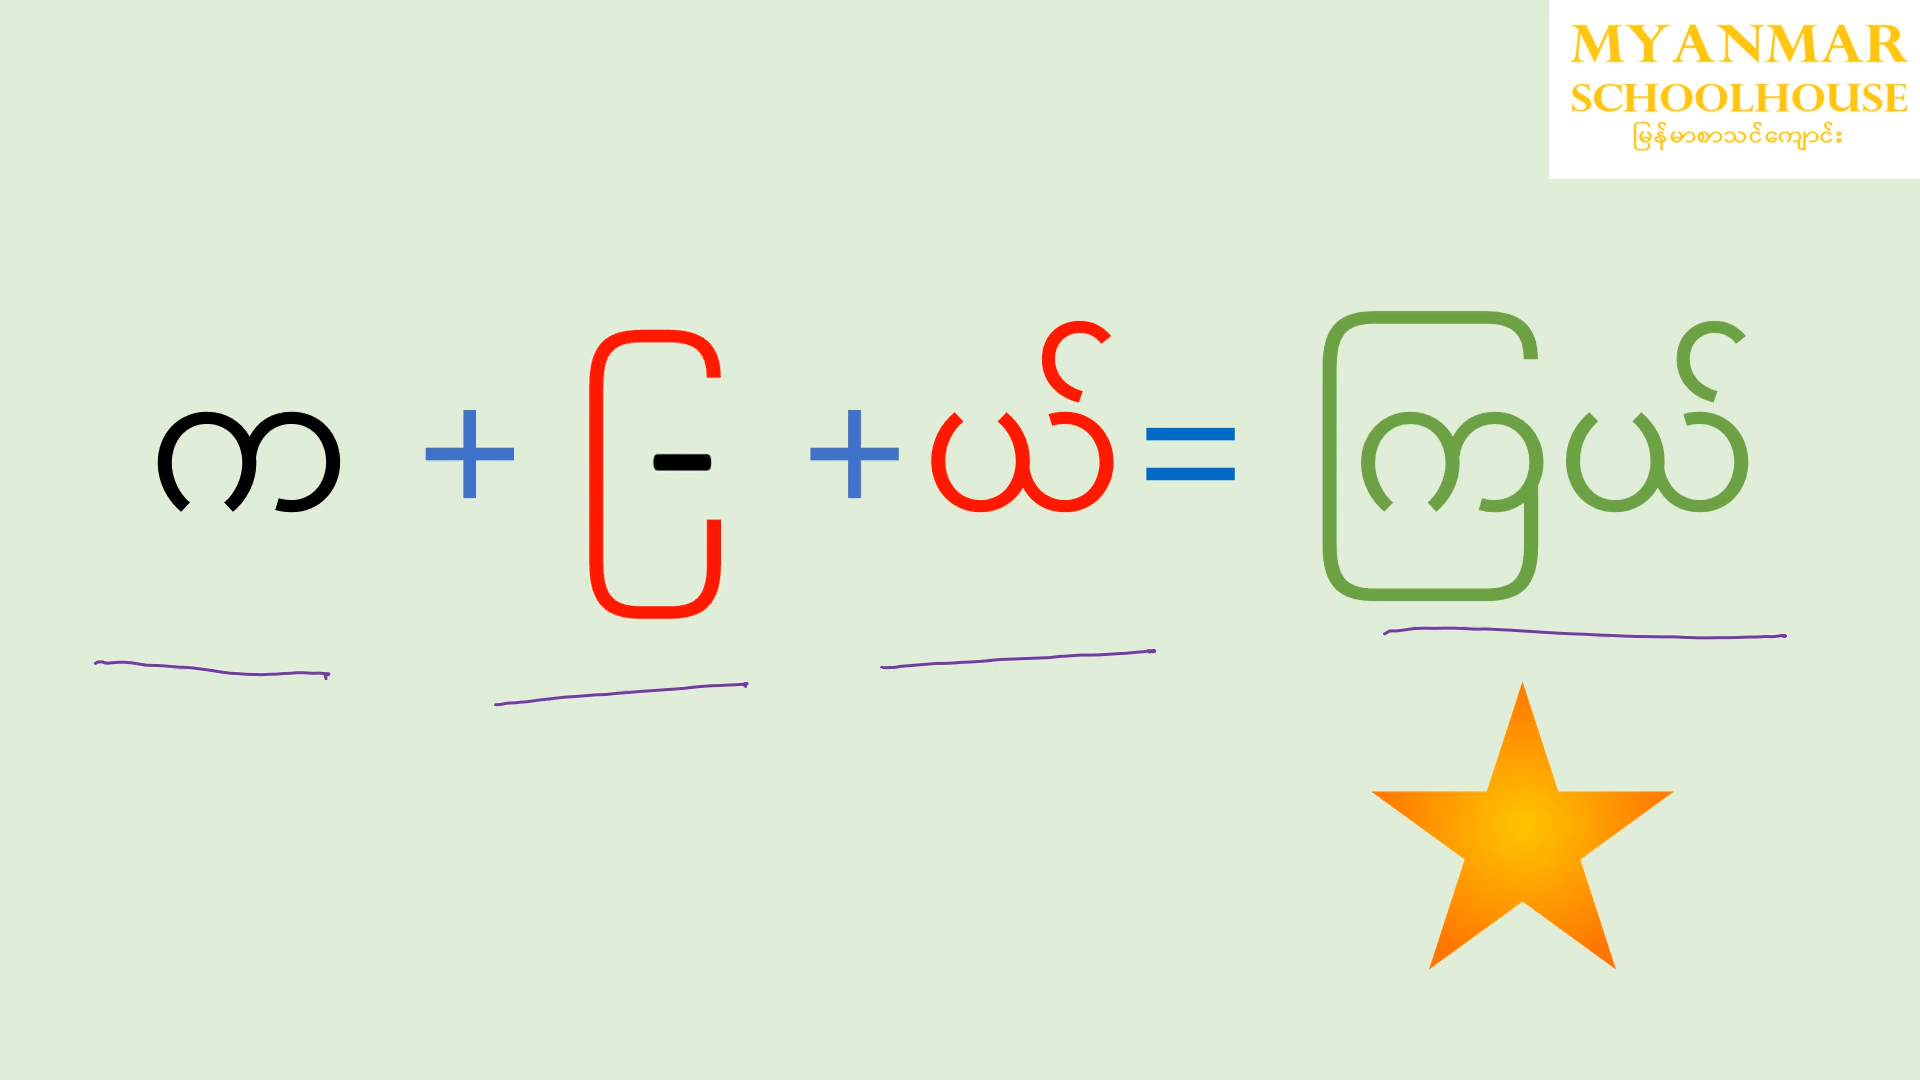 MYANMAR
SCHOOLHOUSE
မြန်မာစာသင်ကျောင်း
က + ြ- + ယ် = ကြယ်